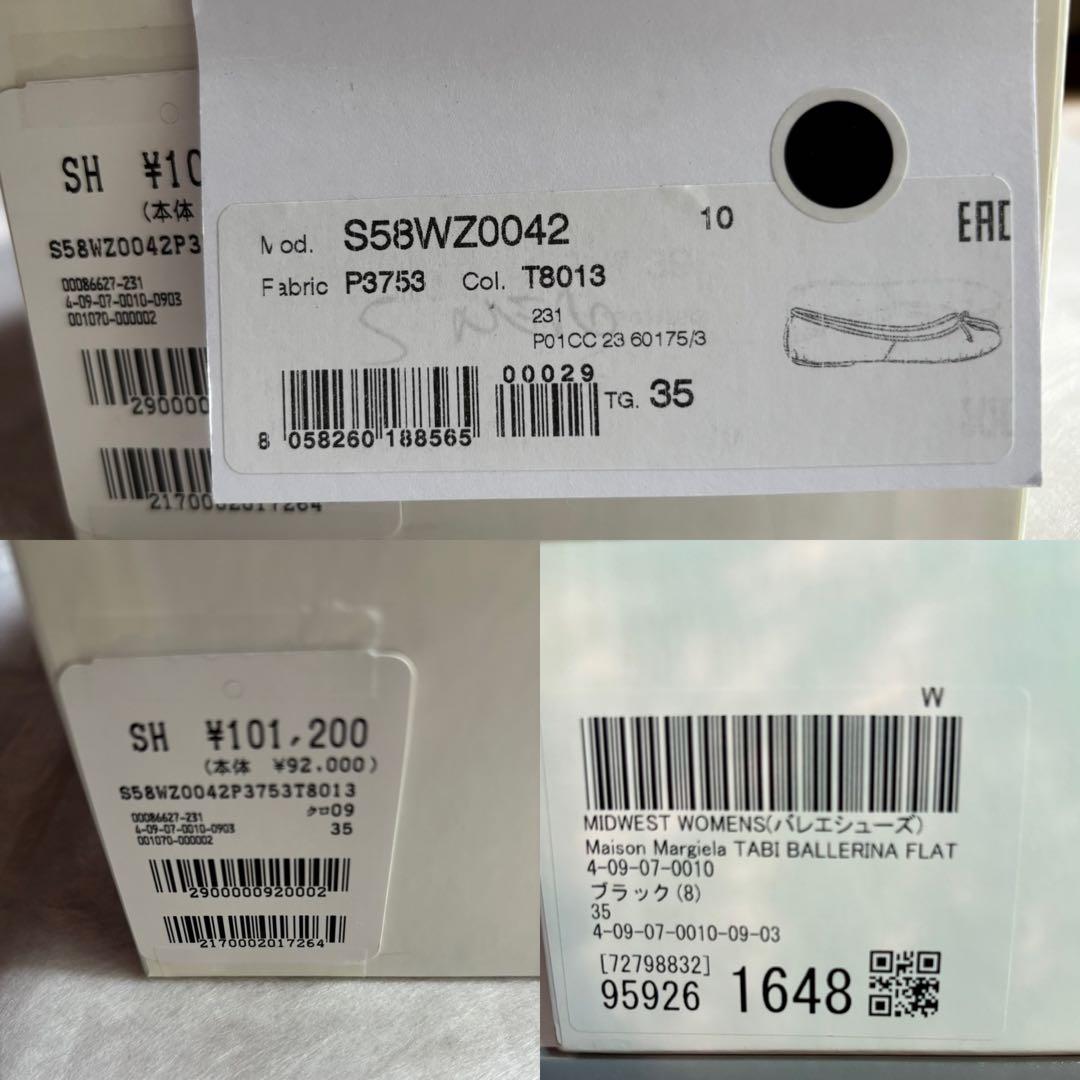 SH ¥10
(本体
S58WZ0042P3
00086627-231
4-09-07-0010-0903
001070-000002
290000
2170002017264
Mod. S58WZ0042 10
EAC
Fabric P3753 Col. T8013
231
P01CC 23 60175/3
00029
TG. 35
8 058260 188565
SH ¥101,200
(本体 ¥92,000)
S58WZ0042P3753T8013
00086627-231 クロ09
4-09-07-0010-0903 35
001070-000002
2900000920002
2170002017264
W
MIDWEST WOMENS(バレエシューズ)
Maison Margiela TABI BALLERINA FLAT
4-09-07-0010
ブラック(8)
35
4-09-07-0010-09-03
[72798832]
95926 1648